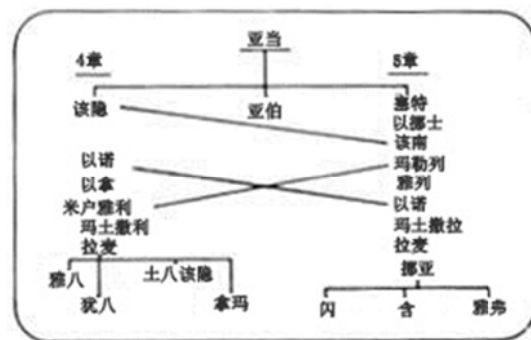 亚当
4章
5章
该隐
亚伯
塞特
以挪士
该南
玛勒列
雅列
以诺
玛土撒拉
拉麦
以诺
以拿
米户雅利
玛土撒利
拉麦
雅八
犹八
土八该隐
拿玛
挪亚
闪
含
雅弗